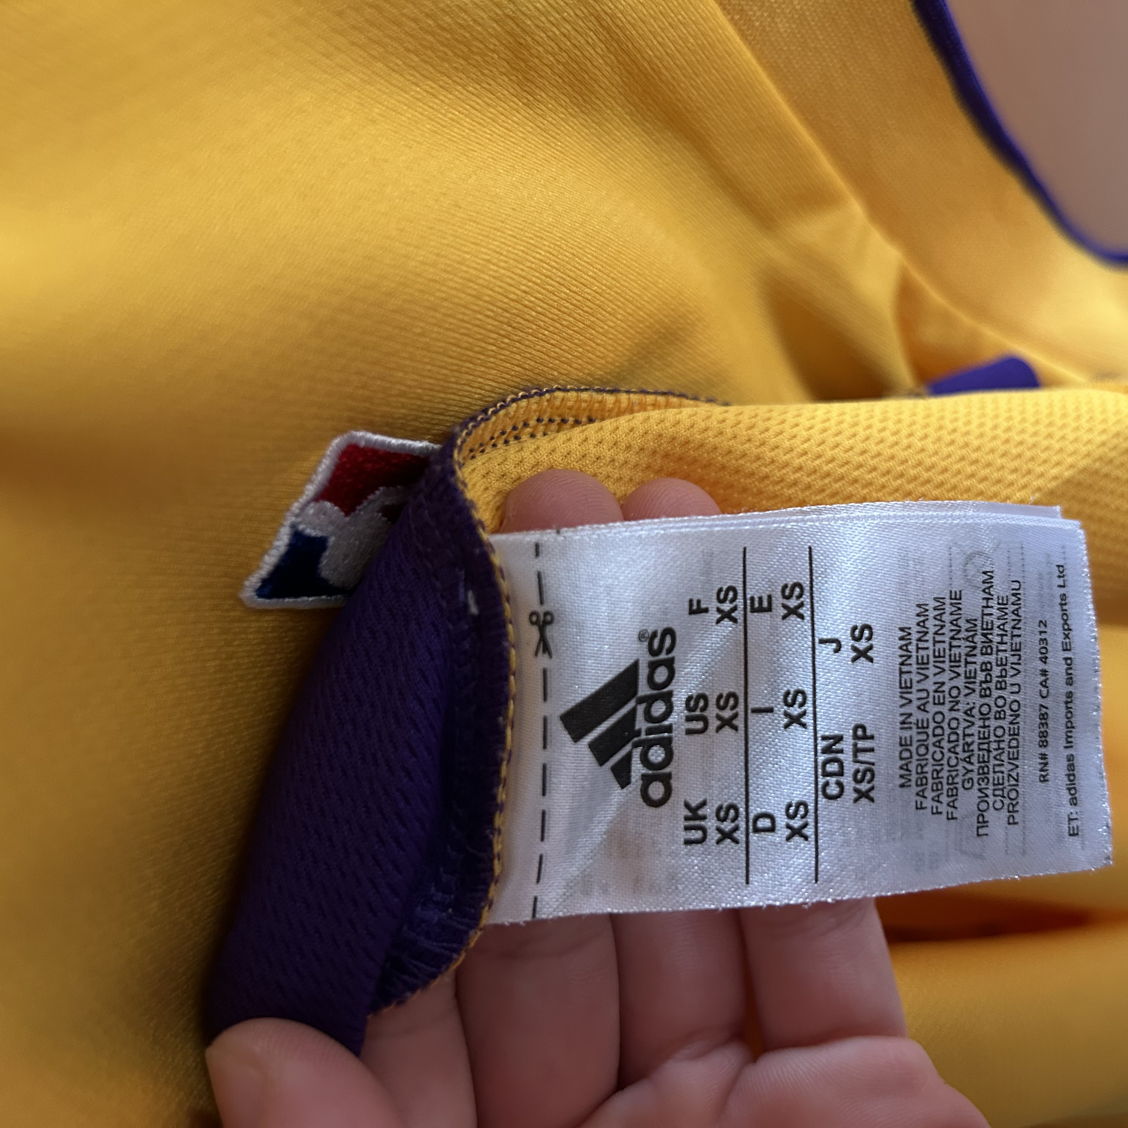 adidas®
UK US F
XS XS XS
D I E
XS XS XS
CDN J
XS/TP XS
MADE IN VIETNAM
FABRIQUÉ AU VIETNAM
FABRICADO EN VIETNAM
FABRICADO NO VIETNAME
GYÁRTVA: VIETNÁM
ПРОИЗВЕДЕНО ВЪВ ВИЕТНАМ
СДЕЛАНО ВО ВЬЕТНАМЕ
PROIZVEDENO U VIJETNAMU
RN# 88387 CA# 40312
ET: adidas Imports and Exports Ltd